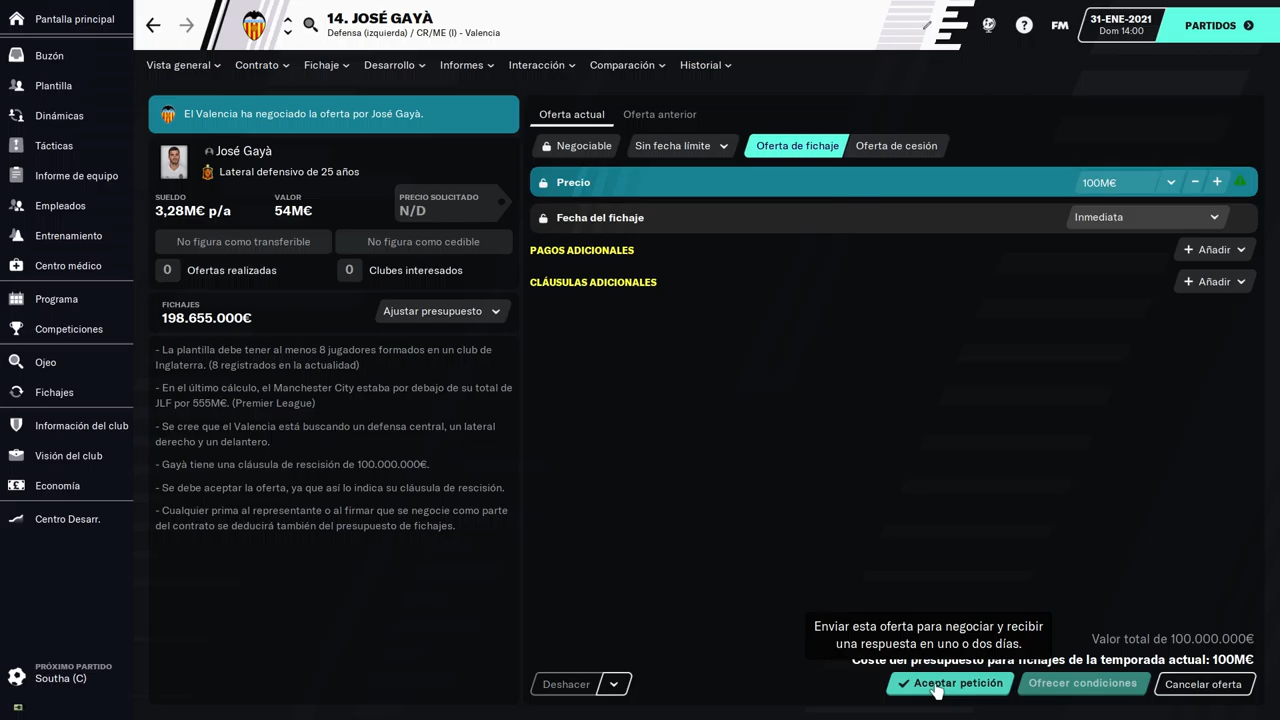 Pantalla principal
Buzón
Plantilla
Dinámicas
Tácticas
Informe de equipo
Empleados
Entrenamiento
Centro médico
Programa
Competiciones
Ojeo
Fichajes
Información del club
Visión del club
Economía
Centro Desarr.
PRÓXIMO PARTIDO
Southa (C)
14. JOSÉ GAYÀ
Defensa (izquierda) / CR/ME (I) - Valencia
FM
31-ENE-2021
Dom 14:00
PARTIDOS
Vista general
Contrato
Fichaje
Desarrollo
Informes
Interacción
Comparación
Historial
El Valencia ha negociado la oferta por José Gayà.
José Gayà
Lateral defensivo de 25 años
SUELDO
3,28M€ p/a
VALOR
54M€
PRECIO SOLICITADO
N/D
No figura como transferible
No figura como cedible
0 Ofertas realizadas
0 Clubes interesados
FICHAJES
198.655.000€
Ajustar presupuesto
- La plantilla debe tener al menos 8 jugadores formados en un club de
Inglaterra. (8 registrados en la actualidad)
- En el último cálculo, el Manchester City estaba por debajo de su total de
JLF por 555M€. (Premier League)
- Se cree que el Valencia está buscando un defensa central, un lateral
derecho y un delantero.
- Gayà tiene una cláusula de rescisión de 100.000.000€.
- Se debe aceptar la oferta, ya que así lo indica su cláusula de rescisión.
- Cualquier prima al representante o al firmar que se negocie como parte
del contrato se deducirá también del presupuesto de fichajes.
Oferta actual
Oferta anterior
Negociable
Sin fecha límite
Oferta de fichaje
Oferta de cesión
Precio
100M€
- +
Fecha del fichaje
Inmediata
PAGOS ADICIONALES
+ Añadir
CLÁUSULAS ADICIONALES
+ Añadir
Enviar esta oferta para negociar y recibir
una respuesta en uno o dos días.
Valor total de 100.000.000€
Coste del presupuesto para fichajes de la temporada actual: 100M€
Deshacer
Aceptar petición
Ofrecer condiciones
Cancelar oferta